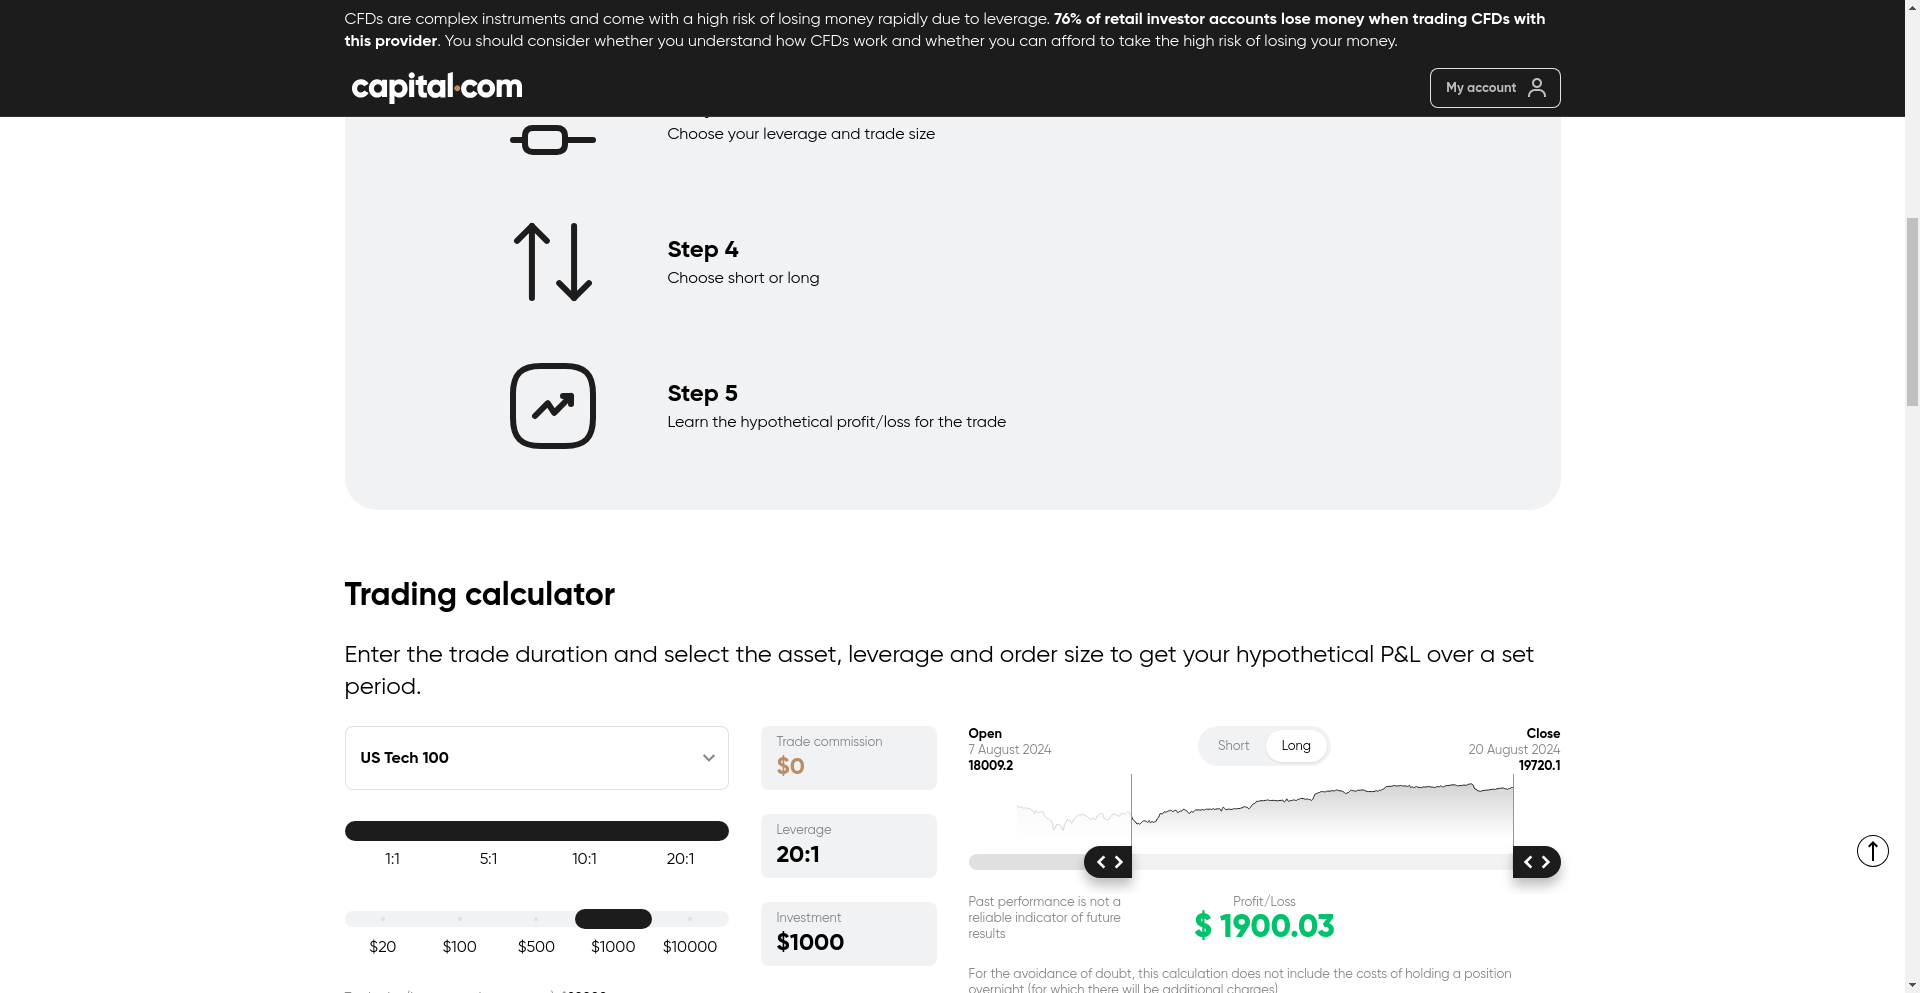 CFDs are complex instruments and come with a high risk of losing money rapidly due to leverage. 76% of retail investor accounts lose money when trading CFDs with
this provider. You should consider whether you understand how CFDs work and whether you can afford to take the high risk of losing your money.
capital.com
My account
Choose your leverage and trade size
Step 4
Choose short or long
Step 5
Learn the hypothetical profit/loss for the trade
Trading calculator
Enter the trade duration and select the asset, leverage and order size to get your hypothetical P&L over a set
period.
US Tech 100
1:1 5:1 10:1 20:1
$20 $100 $500 $1000 $10000
Trade commission
$0
Leverage
20:1
Investment
$1000
Open
7 August 2024
18009.2
Short Long
Close
20 August 2024
19720.1
Past performance is not a
reliable indicator of future
results
Profit/Loss
$ 1900.03
For the avoidance of doubt, this calculation does not include the costs of holding a position
overnight (for which there will be additional charges)